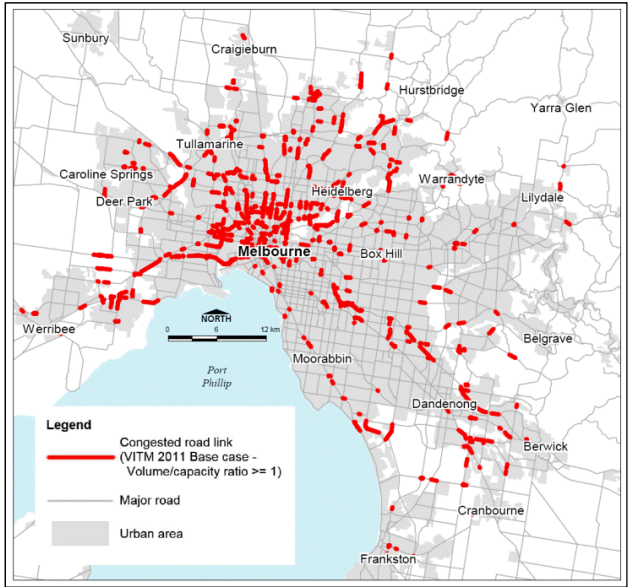 Sunbury
Craigieburn
Hurstbridge
Yarra Glen
Tullamarine
Caroline Springs
Heidelberg
Warrandyte
Lilydale
Deer Park
Melbourne
Box Hill
NORTH
0 6 12 km
Werribee
Belgrave
Moorabbin
Port
Phillip
Dandenong
Berwick
Cranbourne
Frankston
Legend
Congested road link
(VITM 2011 Base case -
Volume/capacity ratio >= 1)
Major road
Urban area